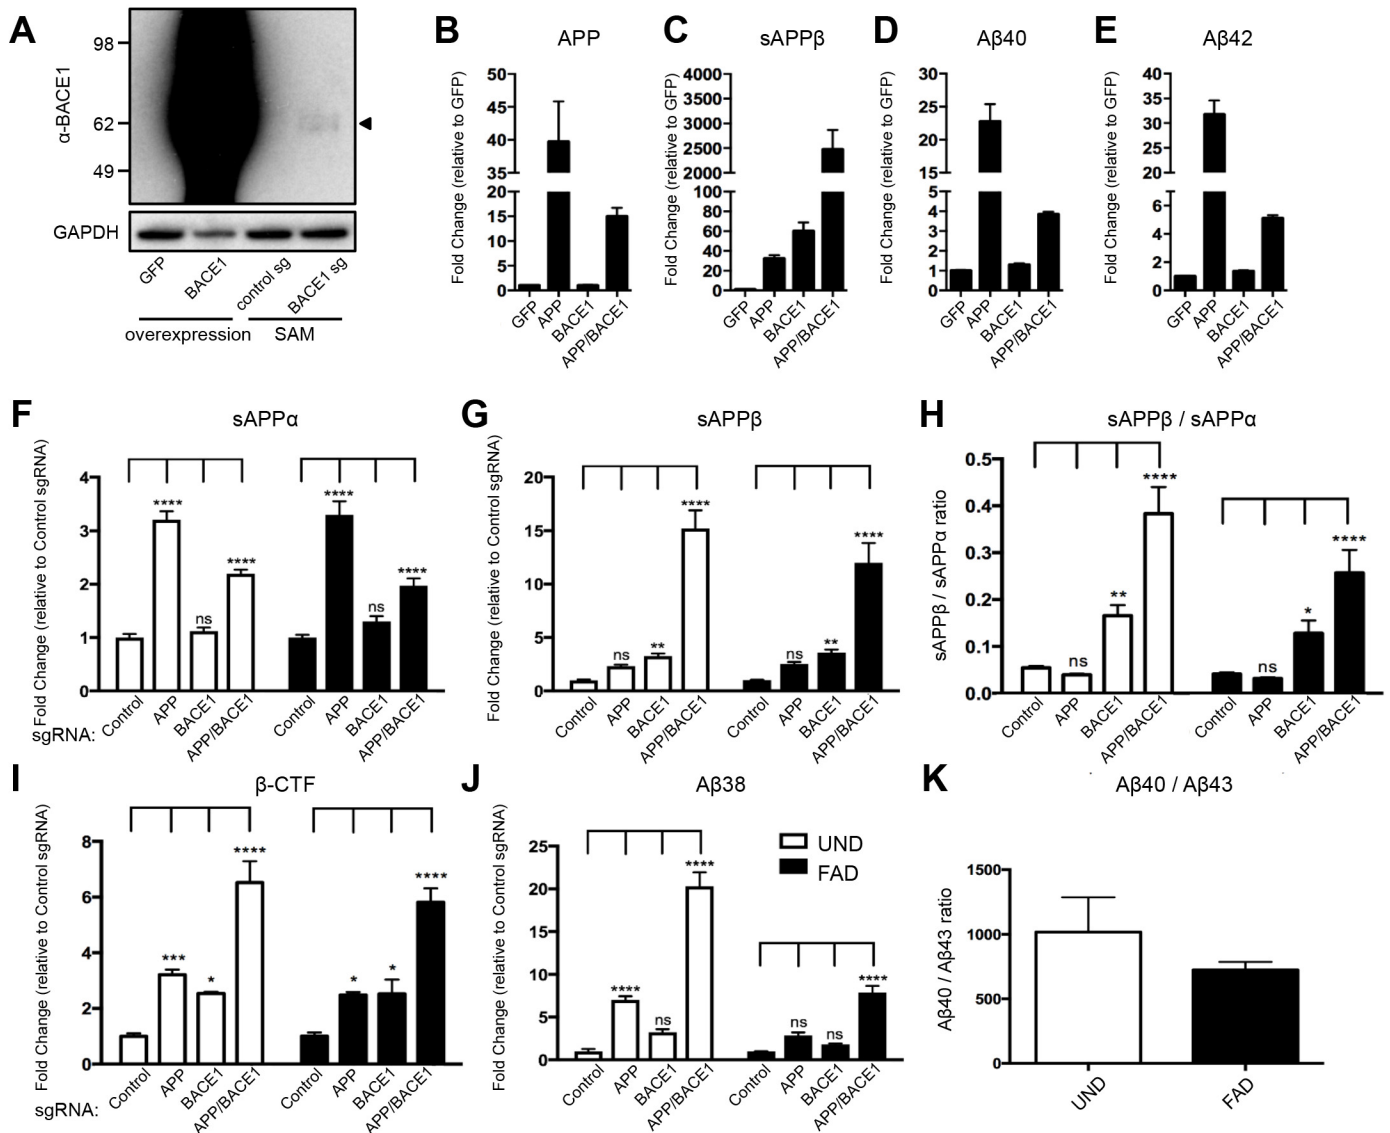 A
α-BACE1
98
62
49
GAPDH
GFP
BACE1
control sg
BACE1 sg
overexpression
SAM
B
APP
Fold Change (relative to GFP)
50
45
40
35
20
15
10
5
0
GFP
APP
BACE1
APP/BACE1
C
sAPPβ
Fold Change (relative to GFP)
4000
3500
3000
2500
2000
100
80
60
40
20
0
GFP
APP
BACE1
APP/BACE1
D
Aβ40
Fold Change (relative to GFP)
30
25
20
15
5
4
3
2
1
0
GFP
APP
BACE1
APP/BACE1
E
Aβ42
Fold Change (relative to GFP)
40
35
30
25
20
6
4
2
0
GFP
APP
BACE1
APP/BACE1
F
sAPPα
Fold Change (relative to Control sgRNA)
4
3
2
1
0
****
ns
****
****
ns
****
sgRNA:
Control
APP
BACE1
APP/BACE1
Control
APP
BACE1
APP/BACE1
G
sAPPβ
Fold Change (relative to Control sgRNA)
20
15
10
5
0
ns
**
****
ns
**
****
Control
APP
BACE1
APP/BACE1
Control
APP
BACE1
APP/BACE1
H
sAPPβ / sAPPα
sAPPβ / sAPPα ratio
0.5
0.4
0.3
0.2
0.1
0.0
ns
**
****
ns
*
****
Control
APP
BACE1
APP/BACE1
Control
APP
BACE1
APP/BACE1
I
β-CTF
Fold Change (relative to Control sgRNA)
8
6
4
2
0
***
*
****
*
*
****
sgRNA:
Control
APP
BACE1
APP/BACE1
Control
APP
BACE1
APP/BACE1
J
Aβ38
Fold Change (relative to Control sgRNA)
25
20
15
10
5
0
****
ns
****
ns
ns
****
UND
FAD
Control
APP
BACE1
APP/BACE1
Control
APP
BACE1
APP/BACE1
K
Aβ40 / Aβ43
Aβ40 / Aβ43 ratio
1500
1000
500
0
UND
FAD